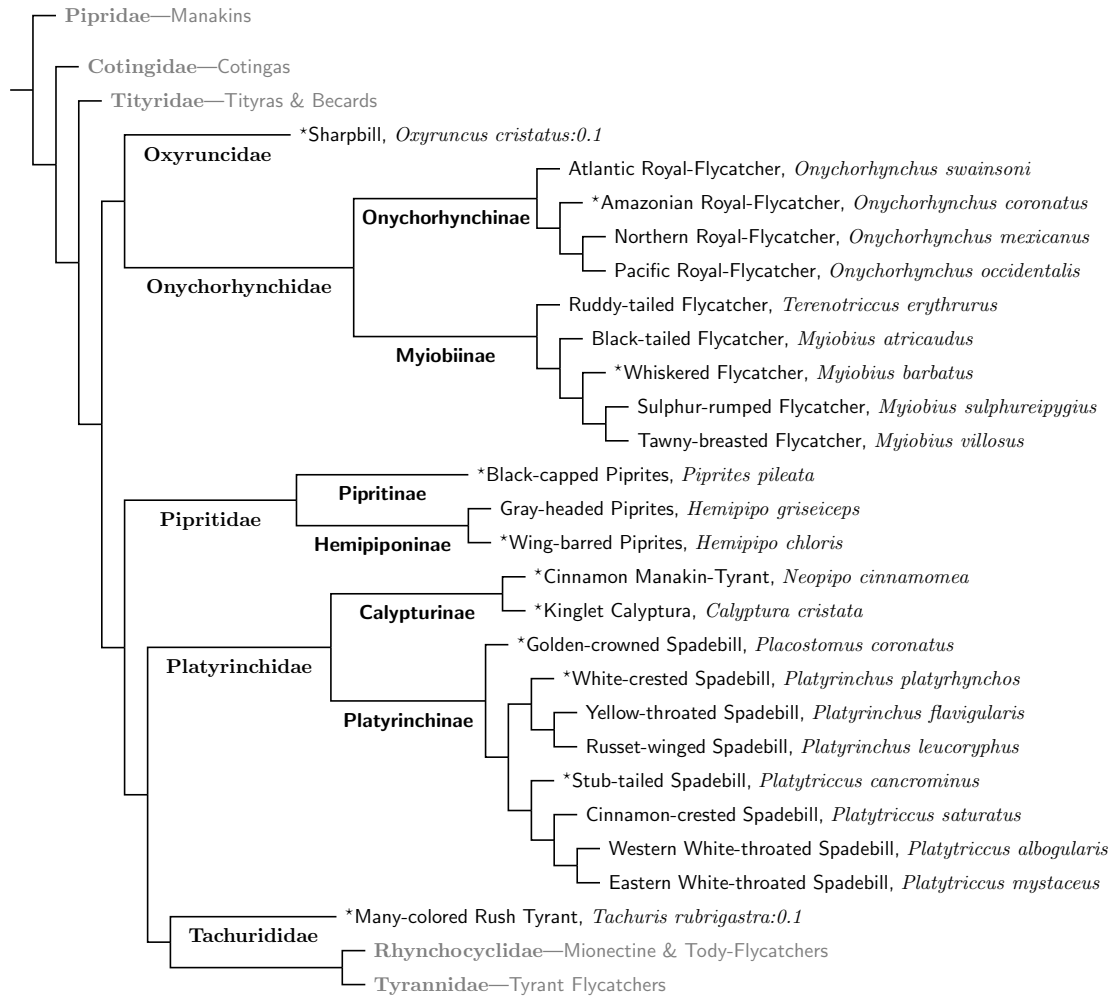 Pipridae—Manakins
Cotingidae—Cotingas
Tityridae—Tityras & Becards
*Sharpbill, Oxyruncus cristatus:0.1
Oxyruncidae
Atlantic Royal-Flycatcher, Onychorhynchus swainsoni
*Amazonian Royal-Flycatcher, Onychorhynchus coronatus
Onychorhynchinae
Northern Royal-Flycatcher, Onychorhynchus mexicanus
Pacific Royal-Flycatcher, Onychorhynchus occidentalis
Onychorhynchidae
Ruddy-tailed Flycatcher, Terenotriccus erythrurus
Black-tailed Flycatcher, Myiobius atricaudus
Myiobiinae
*Whiskered Flycatcher, Myiobius barbatus
Sulphur-rumped Flycatcher, Myiobius sulphureipygius
Tawny-breasted Flycatcher, Myiobius villosus
*Black-capped Piprites, Piprites pileata
Pipritinae
Gray-headed Piprites, Hemipipo griseiceps
Pipritidae
*Wing-barred Piprites, Hemipipo chloris
Hemipiponinae
*Cinnamon Manakin-Tyrant, Neopipo cinnamomea
*Kinglet Calyptura, Calyptura cristata
Calypturinae
*Golden-crowned Spadebill, Placostomus coronatus
Platyrinchidae
*White-crested Spadebill, Platyrinchus platyrhynchos
Yellow-throated Spadebill, Platyrinchus flavigularis
Platyrinchinae
Russet-winged Spadebill, Platyrinchus leucoryphus
*Stub-tailed Spadebill, Platytriccus cancrominus
Cinnamon-crested Spadebill, Platytriccus saturatus
Western White-throated Spadebill, Platytriccus albogularis
Eastern White-throated Spadebill, Platytriccus mystaceus
*Many-colored Rush Tyrant, Tachuris rubrigastra:0.1
Tachurididae
Rhynchocyclidae—Mionectine & Tody-Flycatchers
Tyrannidae—Tyrant Flycatchers